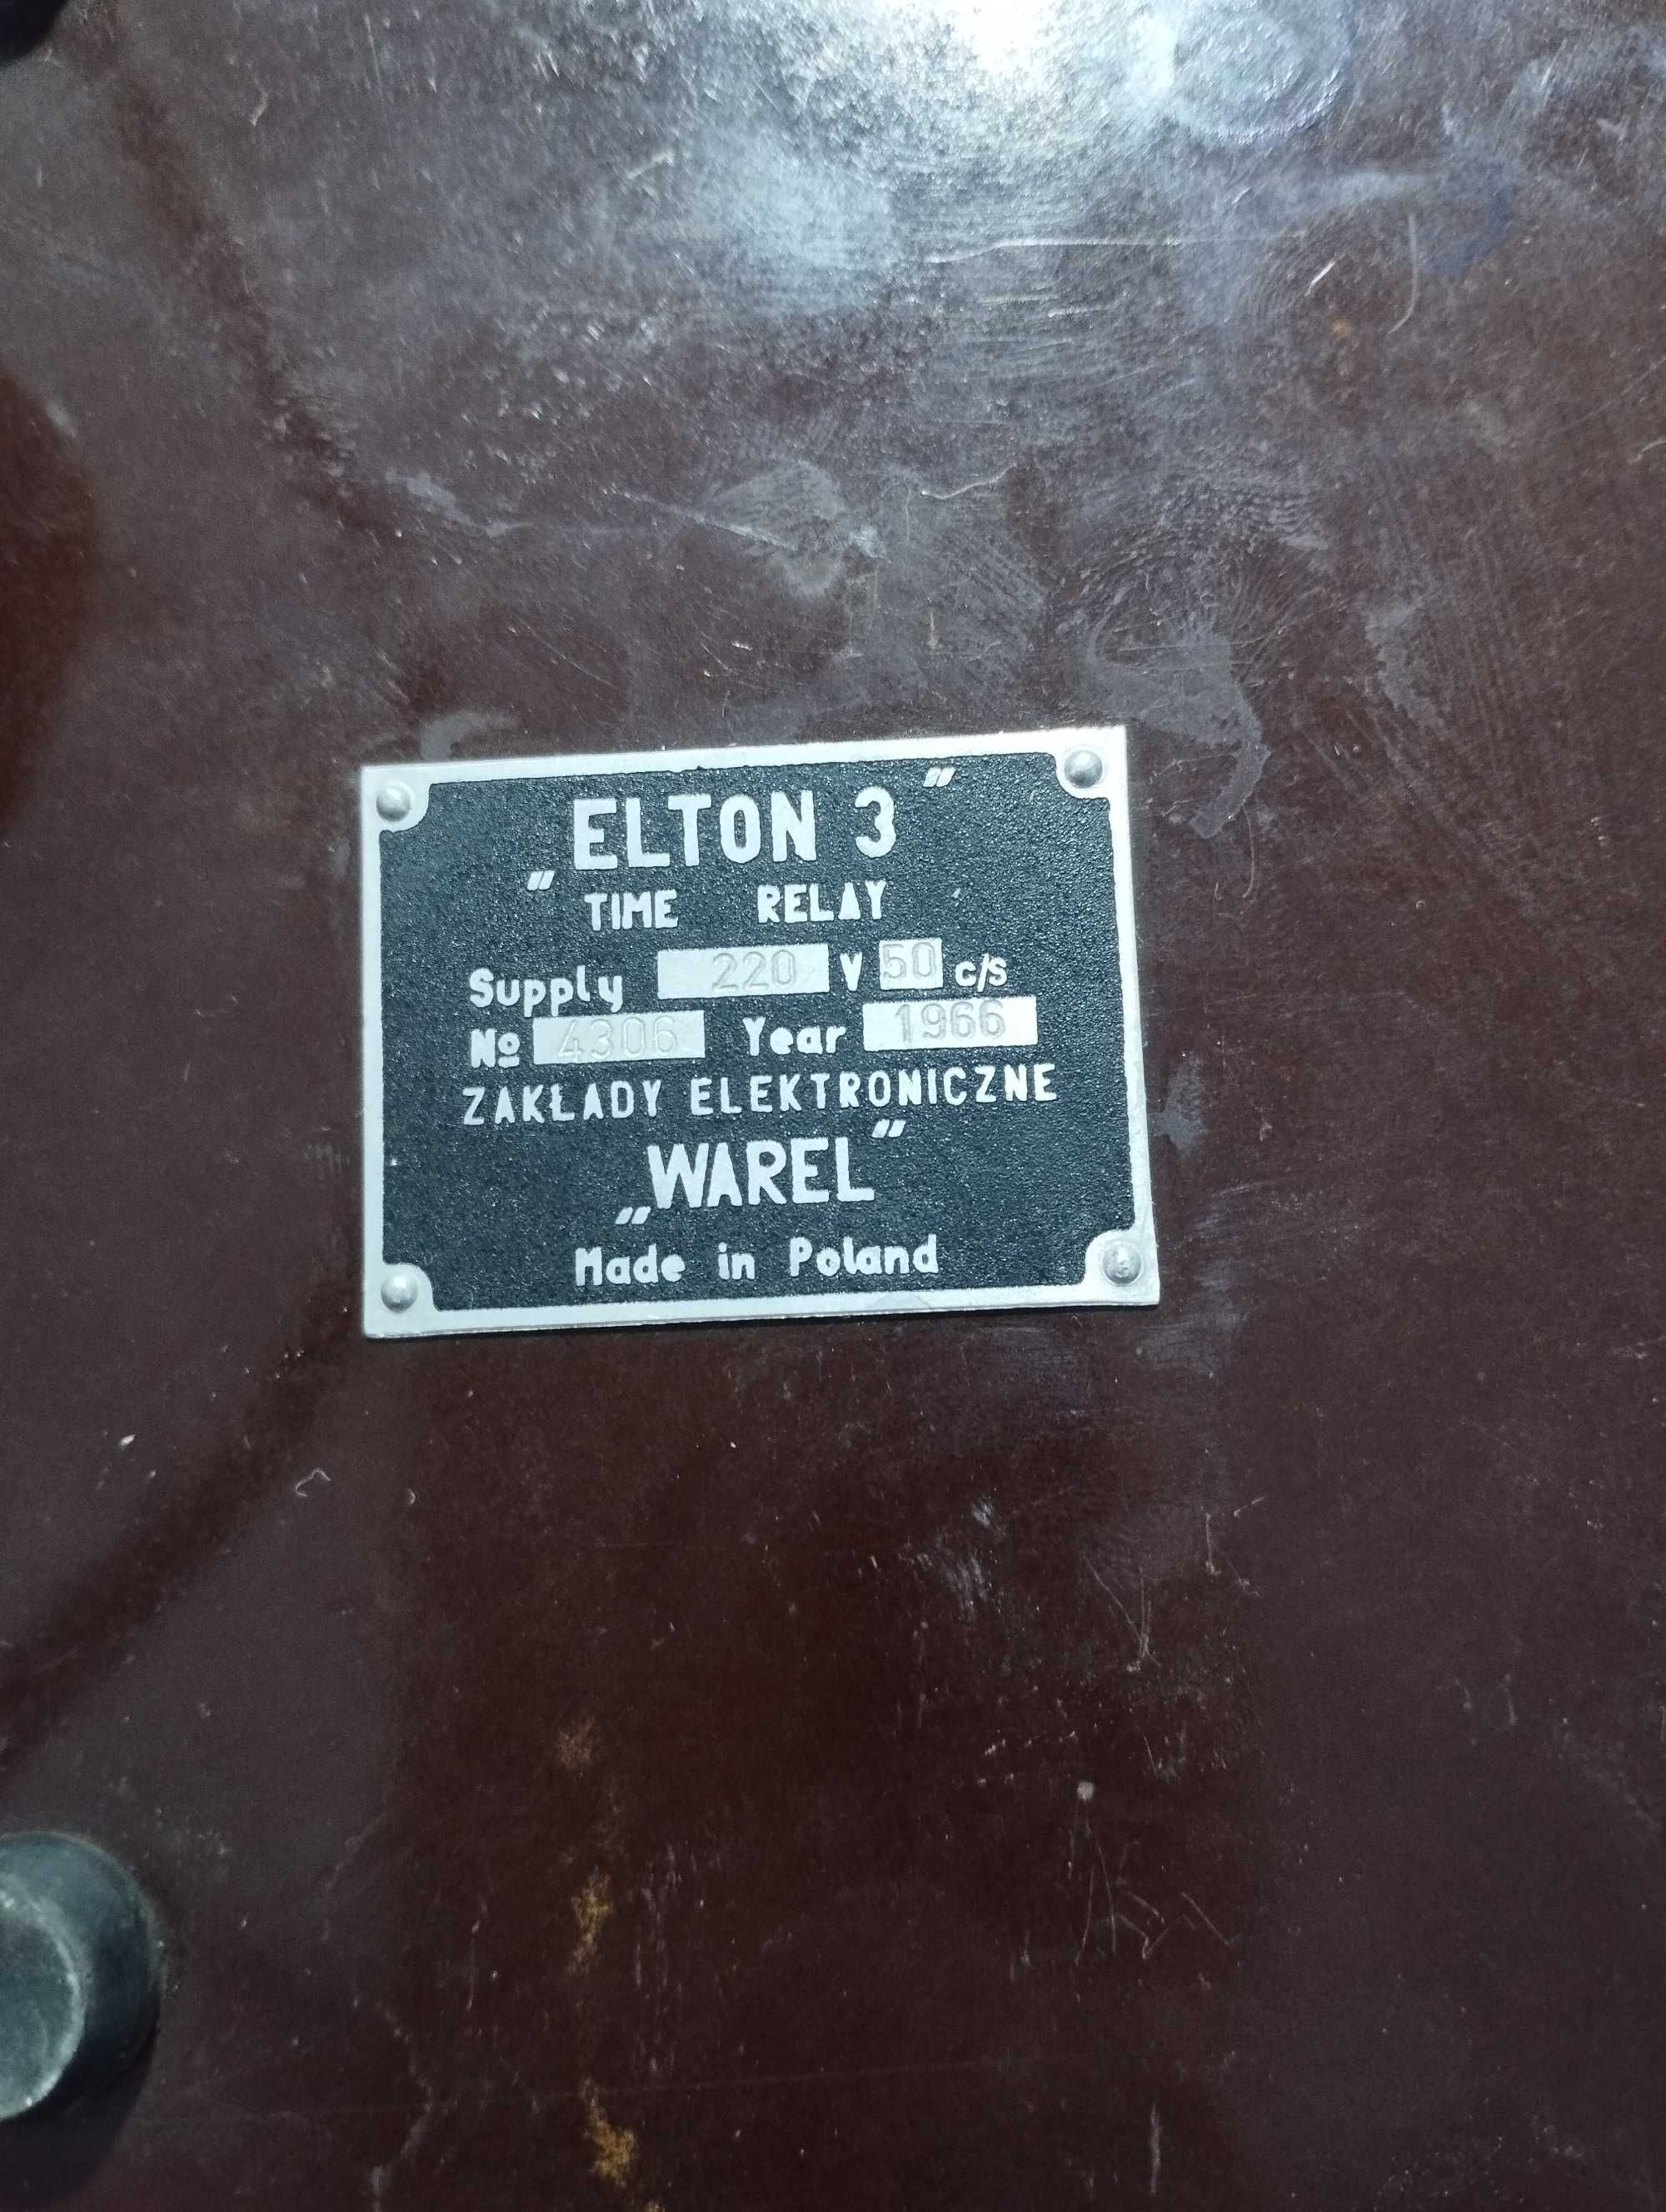 „ELTON 3”
TIME RELAY
Supply 220 V 50 c/s
№ 4306 Year 1966
ZAKŁADY ELEKTRONICZNE
„WAREL”
Made in Poland